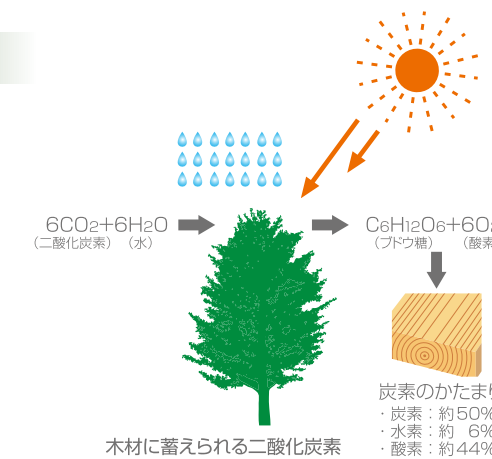 6CO2+6H2O
(二酸化炭素)(水)
C6H12O6+6O
(ブドウ糖)(酸素
炭素のかたまり
・炭素:約50%
・水素:約 6%
・酸素:約44%
木材に蓄えられる二酸化炭素